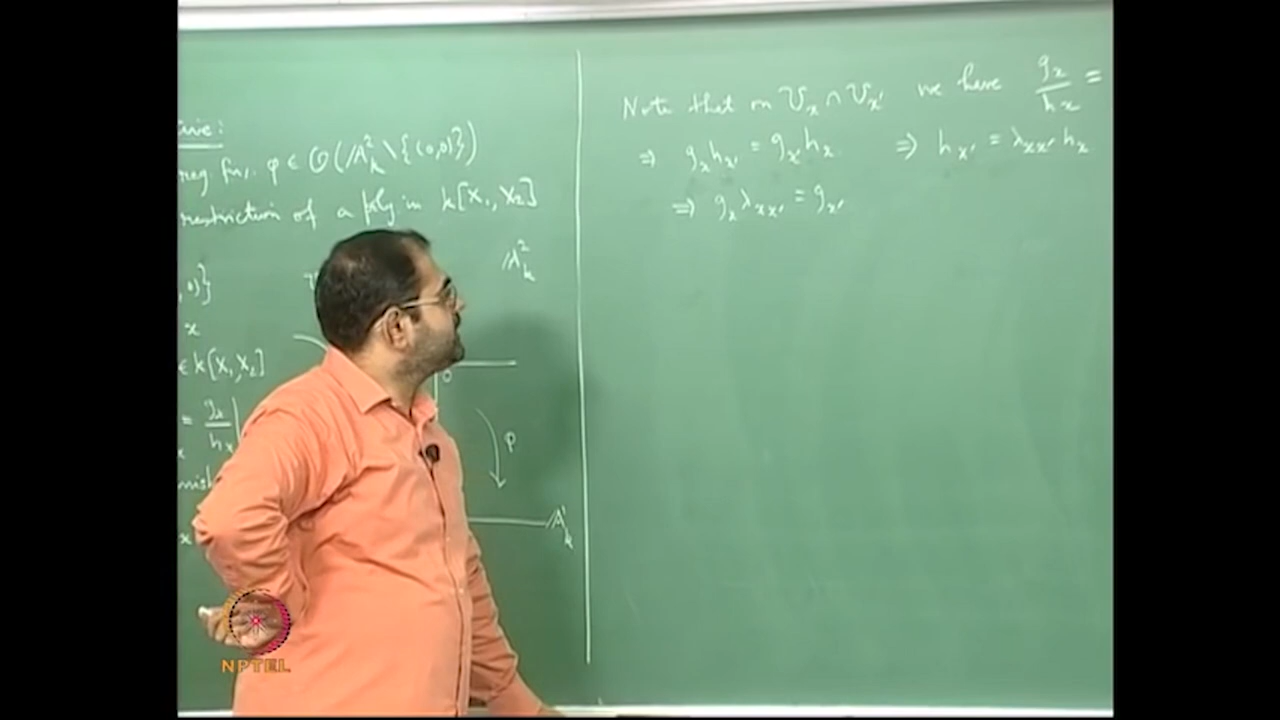 ive:
reg. fns. φ ∈ O(A²_k \ {(0,0)})
restriction of a poly in k[X₁, X₂]
A²_k
, 0)}
x
∈ k[X₁, X₂]
0
= g_x / h_x |
φ
x
A¹_k
Note that on U_x ∩ U_x' we have g_x / h_x =
⇒ g_x h_x' = g_x' h_x ⇒ h_x' = λ_xx' h_x
⇒ g_x λ_xx' = g_x'
NPTEL